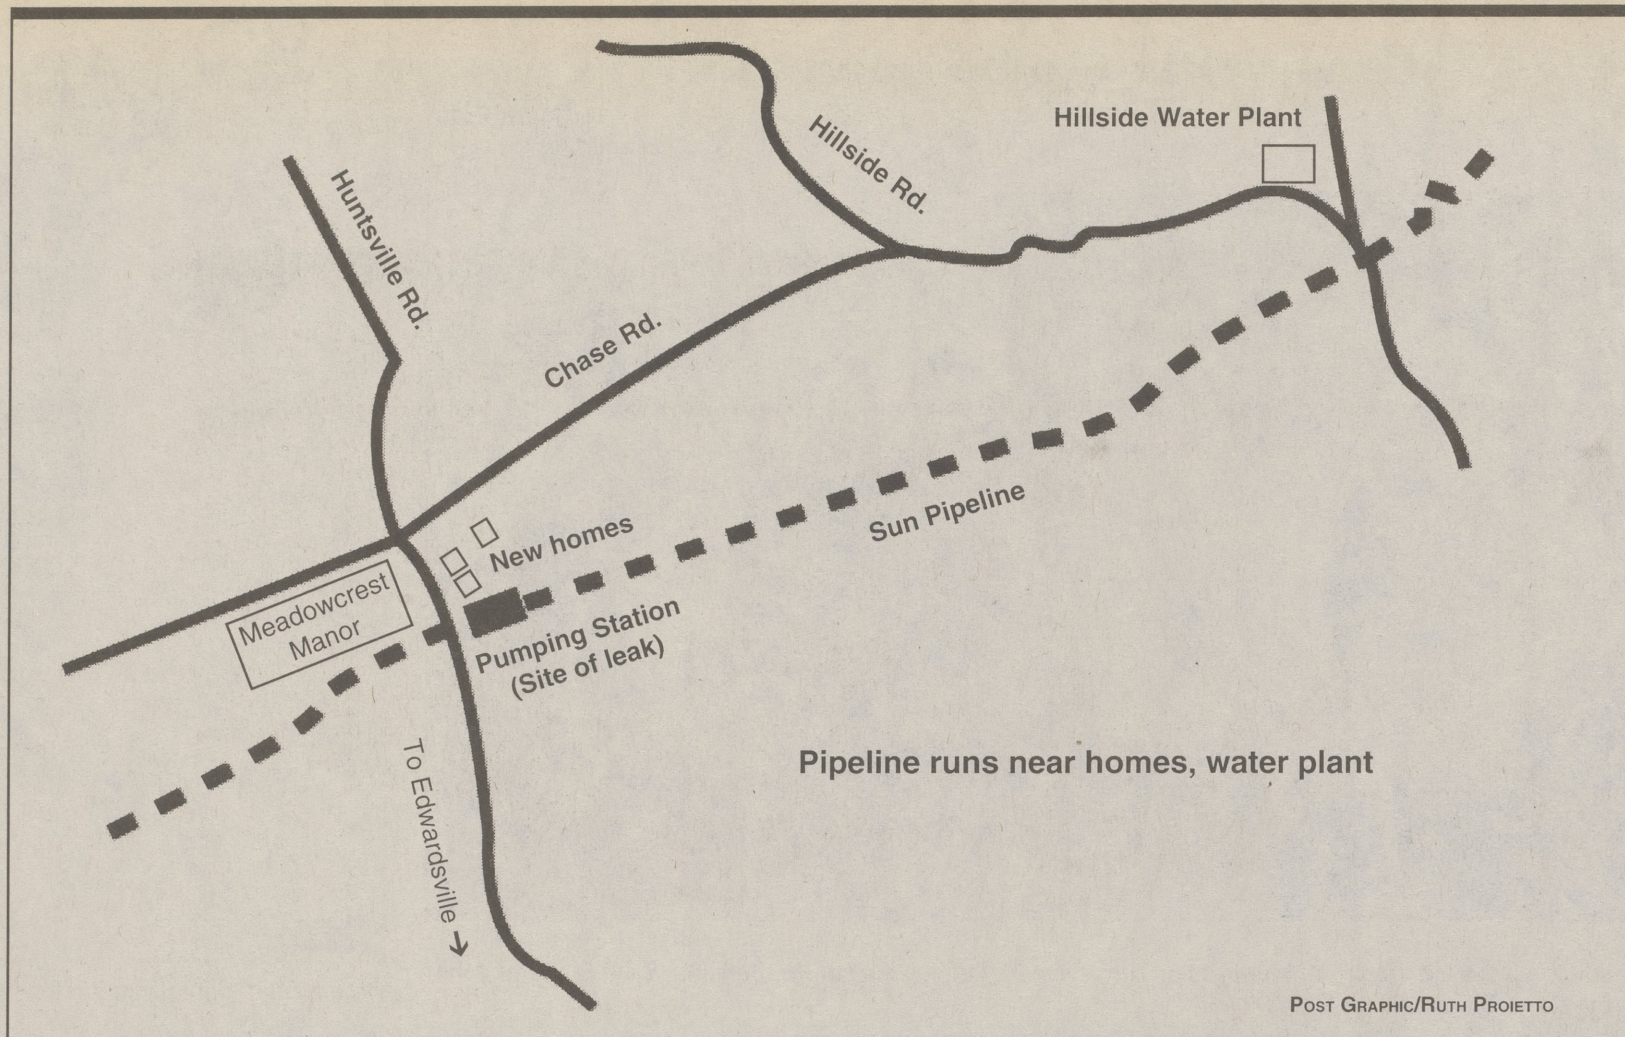 Hillside Water Plant
Hillside Rd.
Huntsville Rd.
Chase Rd.
Sun Pipeline
New homes
Meadowcrest
Manor
Pumping Station
(Site of leak)
To Edwardsville
Pipeline runs near homes, water plant
POST GRAPHIC/RUTH PROIETTO